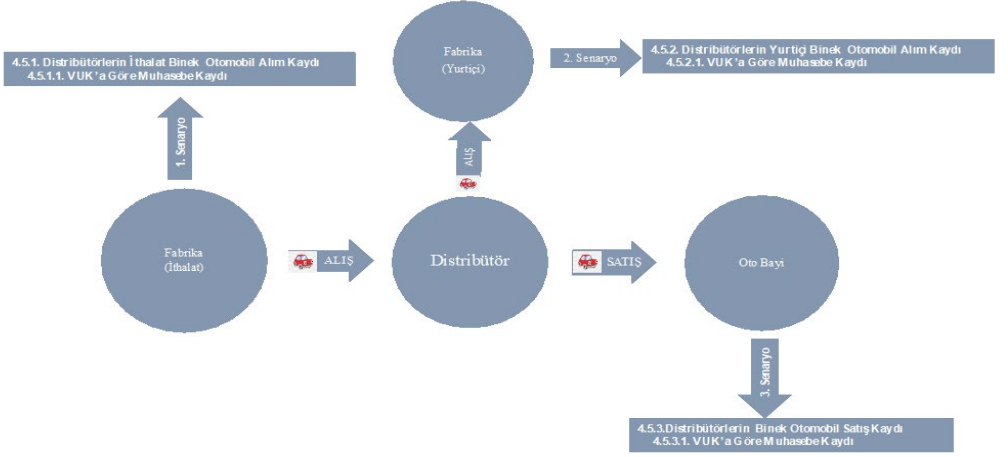 Fabrika
(Yurtiçi)
2. Senaryo
4.5.2. Distribütörlerin Yurtiçi Binek Otomobil Alım Kaydı
4.5.2.1. VUK'a Göre Muhasebe Kaydı
4.5.1. Distribütörlerin İthalat Binek Otomobil Alım Kaydı
4.5.1.1. VUK'a Göre Muhasebe Kaydı
1. Senaryo
ALIŞ
Fabrika
(İthalat)
ALIŞ
Distribütör
SATIŞ
Oto Bayi
3. Senaryo
4.5.3.Distribütörlerin Binek Otomobil Satış Kaydı
4.5.3.1. VUK'a Göre Muhasebe Kaydı